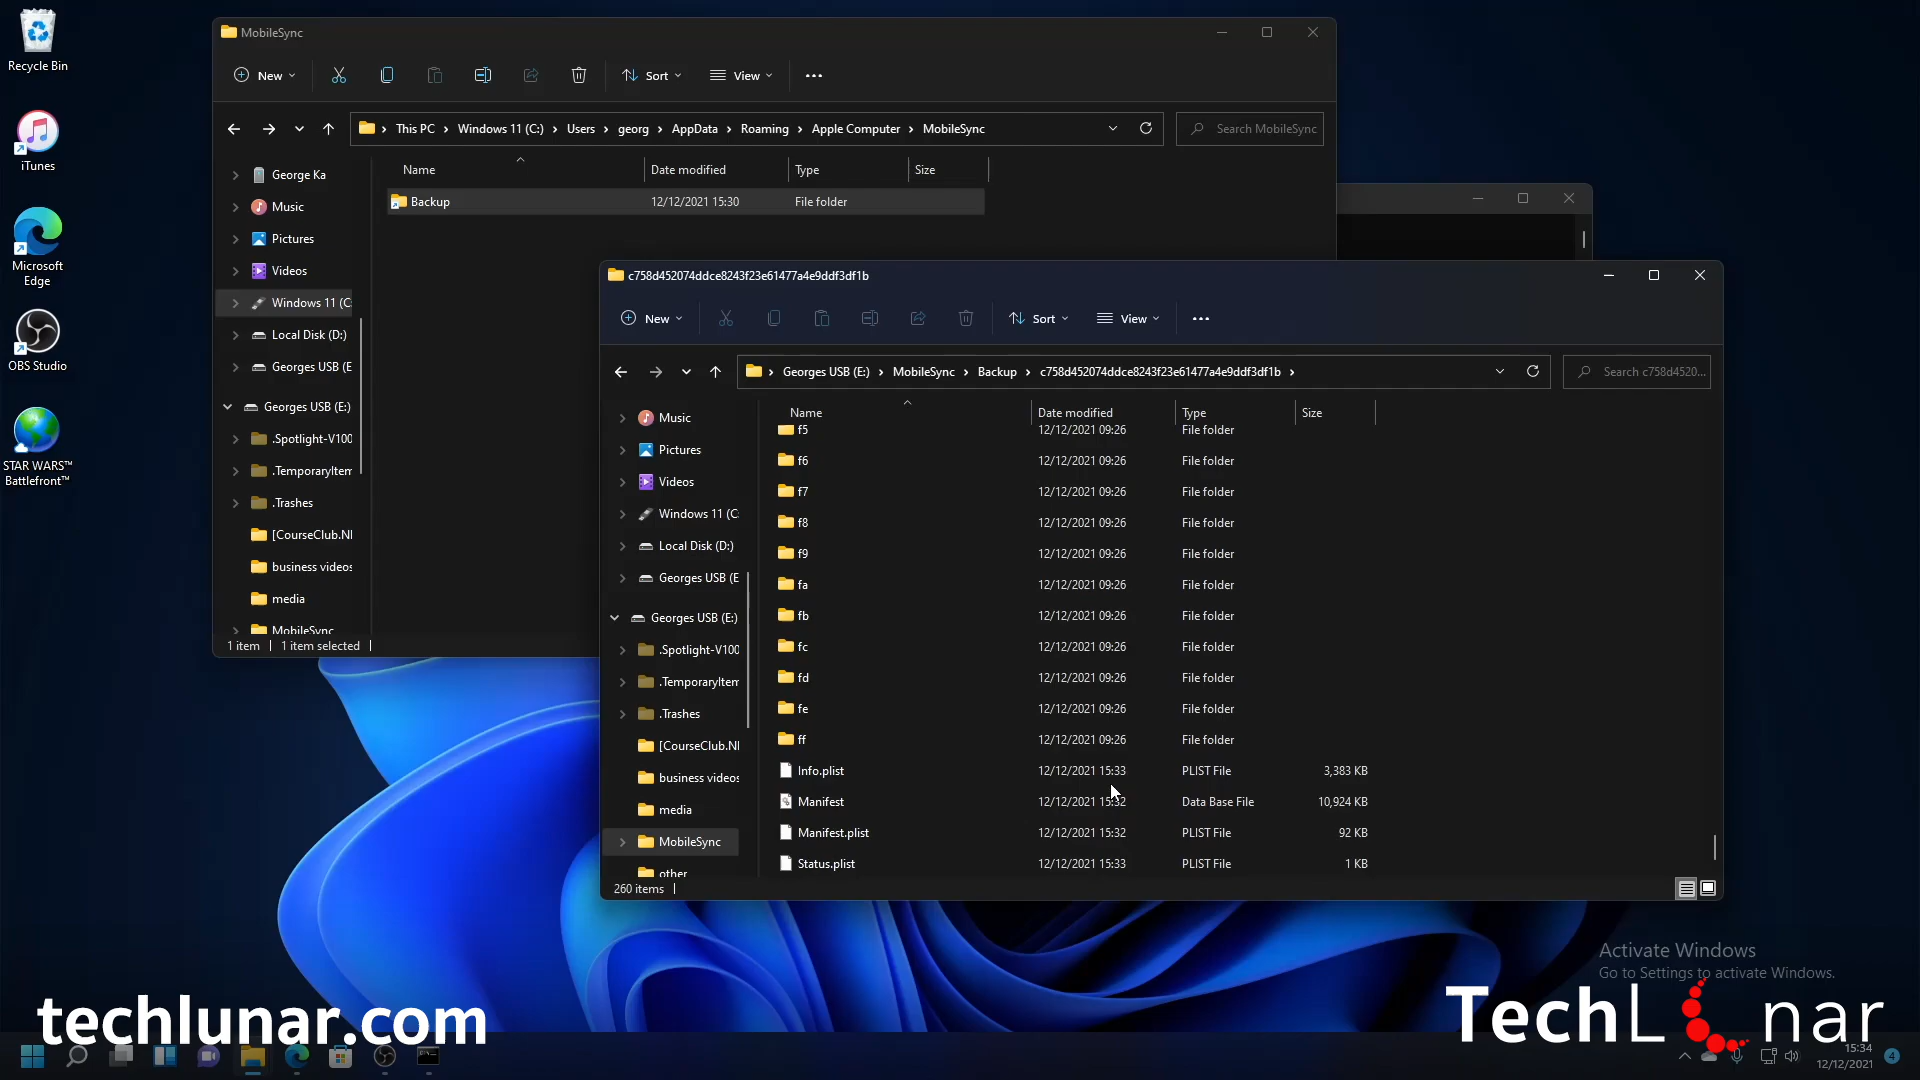 Recycle Bin
iTunes
Microsoft
Edge
OBS Studio
STAR WARS™
Battlefront™
MobileSync
New
Sort
View
This PC
Windows 11 (C:)
Users
georg
AppData
Roaming
Apple Computer
MobileSync
Search MobileSync
Name
Date modified
Type
Size
George Ka
Music
Pictures
Videos
Windows 11 (C:
Local Disk (D:)
Georges USB (E
Georges USB (E:)
.Spotlight-V100
.TemporaryItem
.Trashes
[CourseClub.NI
business videos
media
MobileSync
Backup 12/12/2021 15:30 File folder
1 item 1 item selected
c758d452074ddce8243f23e61477a4e9ddf3df1b
New
Sort
View
Georges USB (E:)
MobileSync
Backup
c758d452074ddce8243f23e61477a4e9ddf3df1b
Search c758d4520...
Name
Date modified
Type
Size
Music
Pictures
Videos
Windows 11 (C:
Local Disk (D:)
Georges USB (E
Georges USB (E:)
.Spotlight-V100
.TemporaryItem
.Trashes
[CourseClub.NI
business videos
media
MobileSync
other
f5 12/12/2021 09:26 File folder
f6 12/12/2021 09:26 File folder
f7 12/12/2021 09:26 File folder
f8 12/12/2021 09:26 File folder
f9 12/12/2021 09:26 File folder
fa 12/12/2021 09:26 File folder
fb 12/12/2021 09:26 File folder
fc 12/12/2021 09:26 File folder
fd 12/12/2021 09:26 File folder
fe 12/12/2021 09:26 File folder
ff 12/12/2021 09:26 File folder
Info.plist 12/12/2021 15:33 PLIST File 3,383 KB
Manifest 12/12/2021 15:32 Data Base File 10,924 KB
Manifest.plist 12/12/2021 15:32 PLIST File 92 KB
Status.plist 12/12/2021 15:33 PLIST File 1 KB
260 items
Activate Windows
Go to Settings to activate Windows.
techlunar.com
TechLunar
15:34
12/12/2021
4